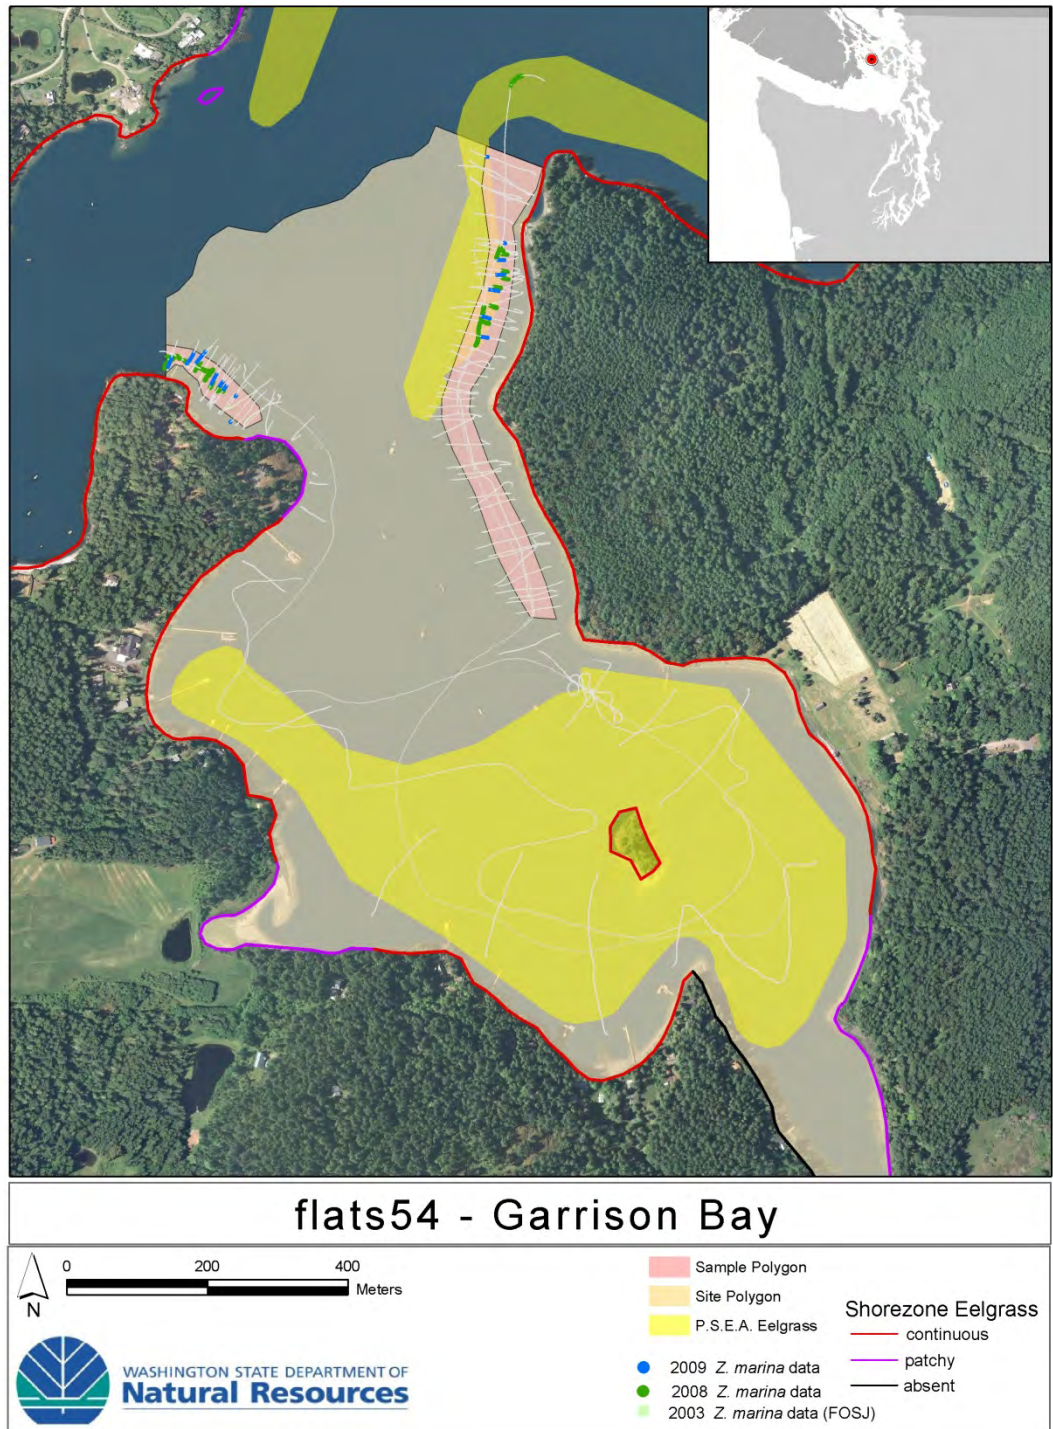 flats54 - Garrison Bay
0 200 400
Meters
N
WASHINGTON STATE DEPARTMENT OF
Natural Resources
Sample Polygon
Site Polygon
P.S.E.A. Eelgrass
2009 Z. marina data
2008 Z. marina data
2003 Z. marina data (FOSJ)
Shorezone Eelgrass
continuous
patchy
absent